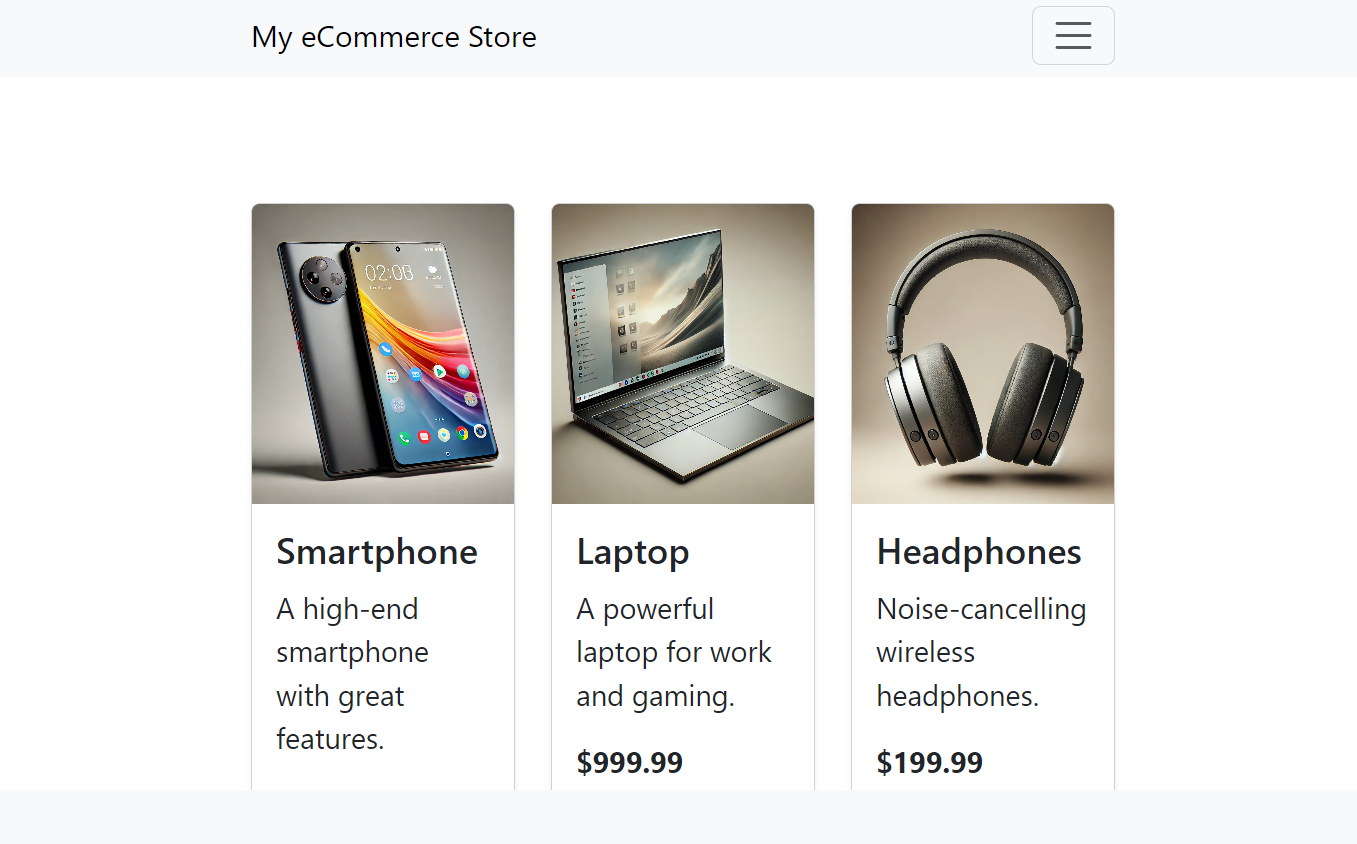 My eCommerce Store
02:08
Smartphone
A high-end
smartphone
with great
features.
Laptop
A powerful
laptop for work
and gaming.
$999.99
Headphones
Noise-cancelling
wireless
headphones.
$199.99